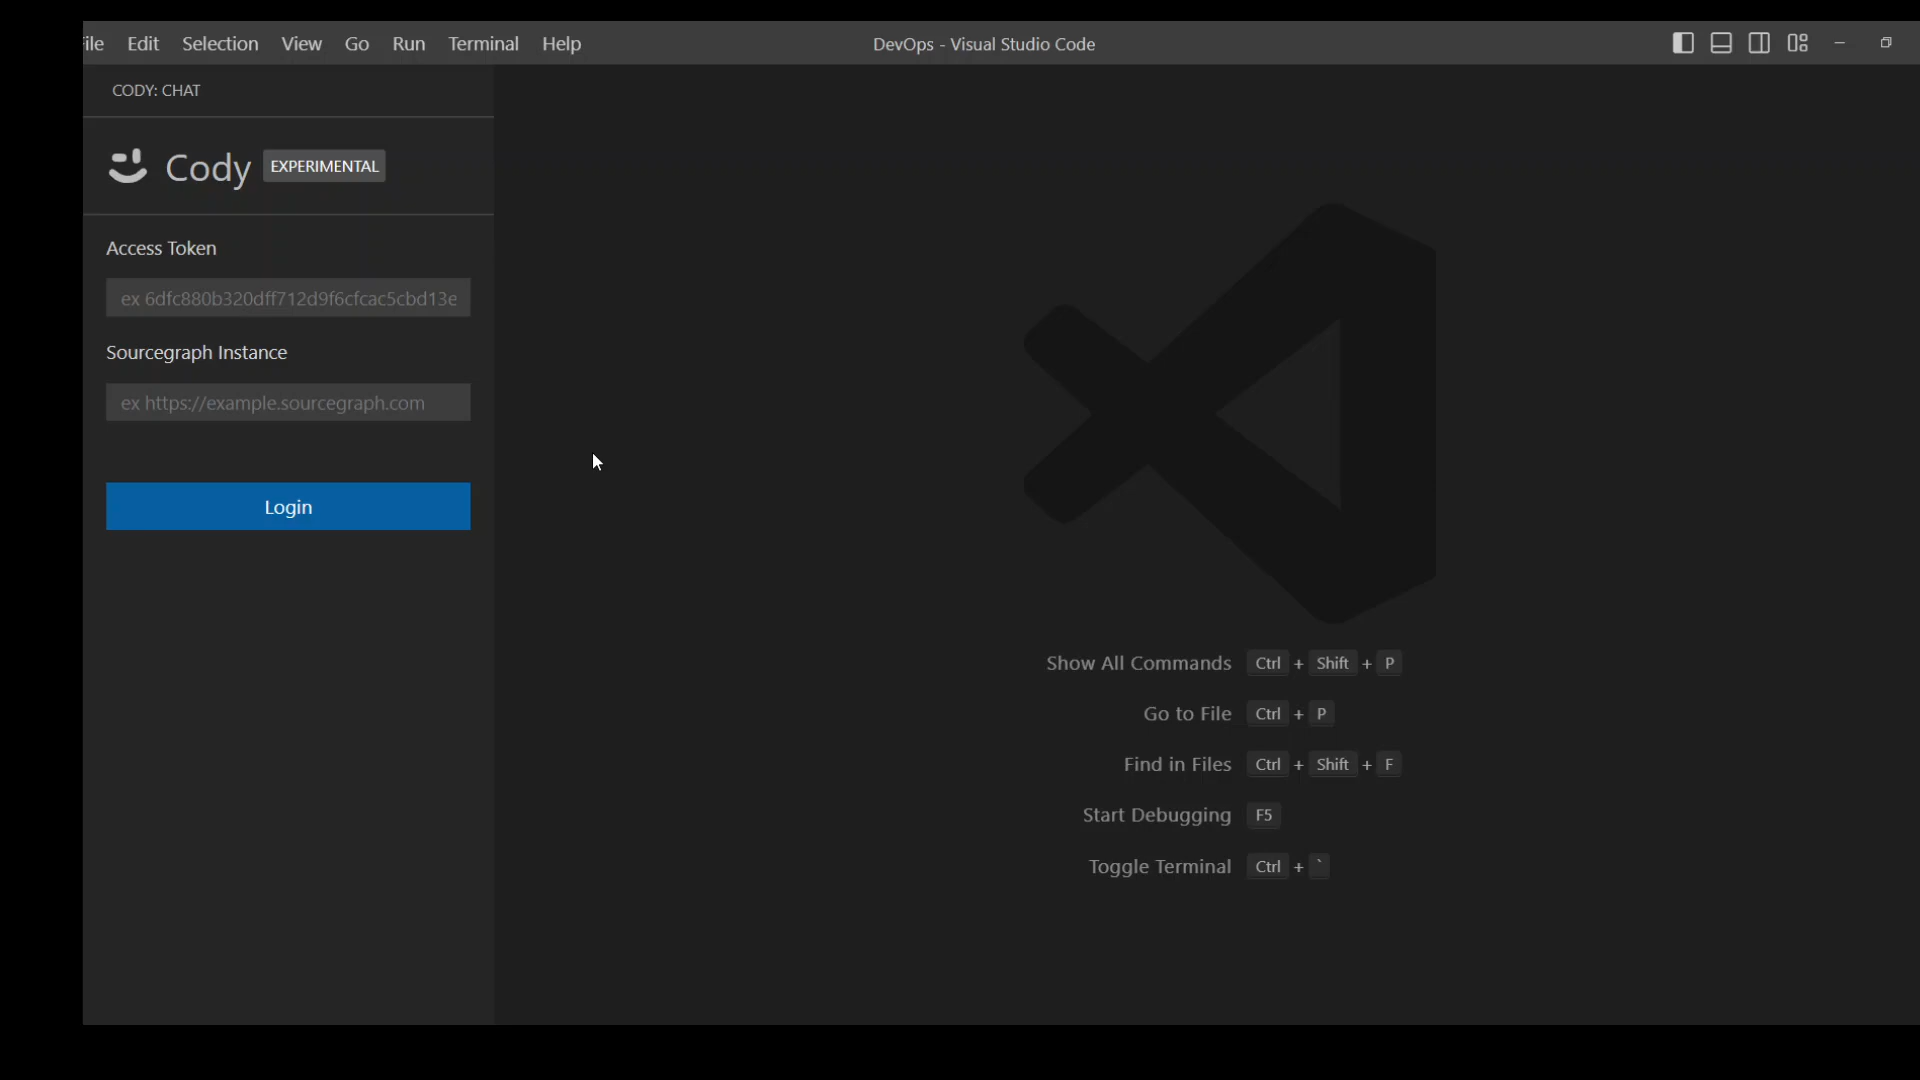 ile Edit Selection View Go Run Terminal Help DevOps - Visual Studio Code
CODY: CHAT
Cody EXPERIMENTAL
Access Token
ex 6dfc880b320dff712d9f6cfcac5cbd13e
Sourcegraph Instance
ex https://example.sourcegraph.com
Login
Show All Commands Ctrl + Shift + P
Go to File Ctrl + P
Find in Files Ctrl + Shift + F
Start Debugging F5
Toggle Terminal Ctrl + `